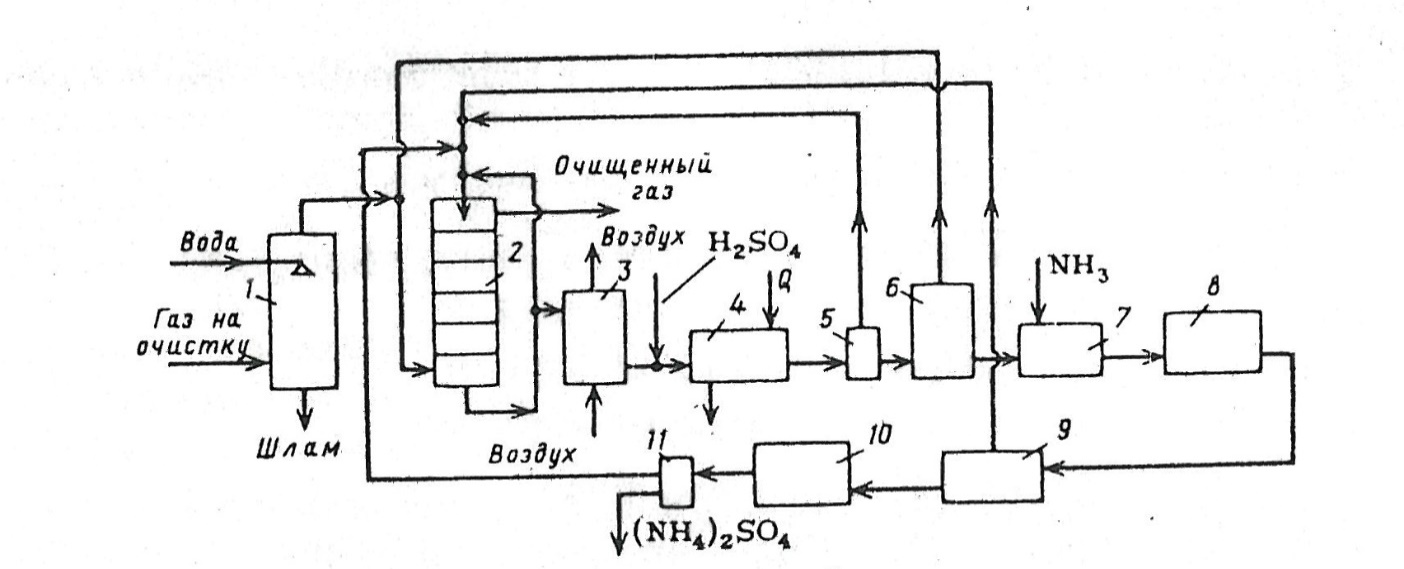 Очищенный
газ
Вода
1
2
Воздух
H₂SO₄
3
4
Q
5
6
NH₃
7
8
Газ на
очистку
Шлам
Воздух
11
10
9
(NH₄)₂SO₄